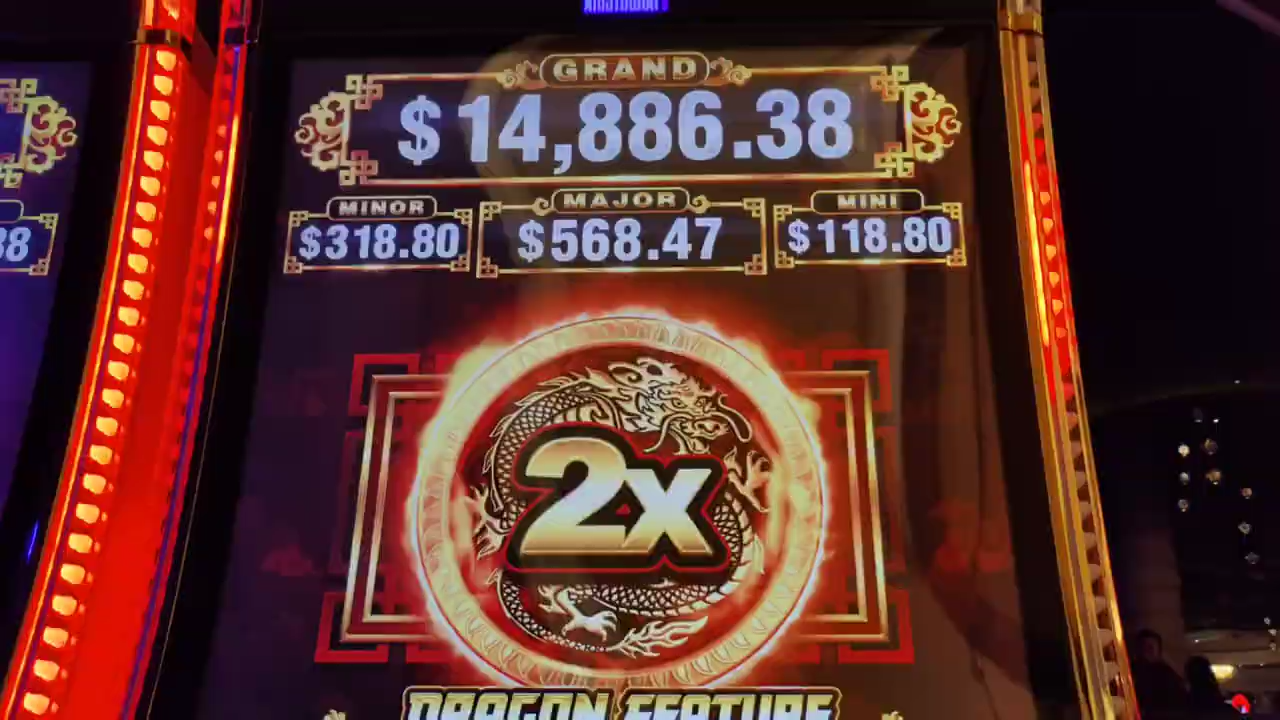 GRAND
$14,886.38
MINOR
MAJOR
MINI
$318.80
$568.47
$118.80
2x
DRAGON FEATURE